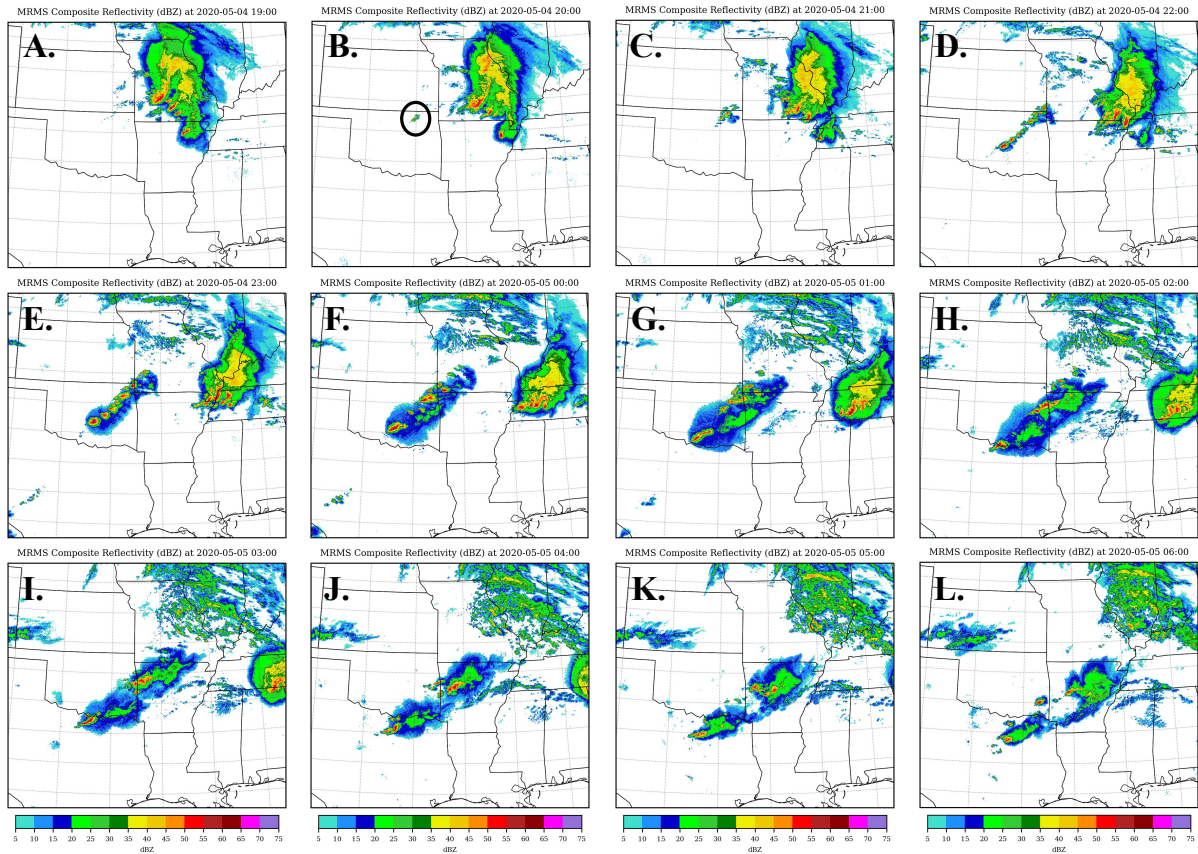 MRMS Composite Reflectivity (dBZ) at 2020-05-04 19:00
MRMS Composite Reflectivity (dBZ) at 2020-05-04 20:00
MRMS Composite Reflectivity (dBZ) at 2020-05-04 21:00
MRMS Composite Reflectivity (dBZ) at 2020-05-04 22:00
A.
B.
C.
D.
MRMS Composite Reflectivity (dBZ) at 2020-05-04 23:00
MRMS Composite Reflectivity (dBZ) at 2020-05-05 00:00
MRMS Composite Reflectivity (dBZ) at 2020-05-05 01:00
MRMS Composite Reflectivity (dBZ) at 2020-05-05 02:00
E.
F.
G.
H.
MRMS Composite Reflectivity (dBZ) at 2020-05-05 03:00
MRMS Composite Reflectivity (dBZ) at 2020-05-05 04:00
MRMS Composite Reflectivity (dBZ) at 2020-05-05 05:00
MRMS Composite Reflectivity (dBZ) at 2020-05-05 06:00
I.
J.
K.
L.
5 10 15 20 25 30 35 40 45 50 55 60 65 70 75
5 10 15 20 25 30 35 40 45 50 55 60 65 70 75
5 10 15 20 25 30 35 40 45 50 55 60 65 70 75
5 10 15 20 25 30 35 40 45 50 55 60 65 70 75
dBZ
dBZ
dBZ
dBZ